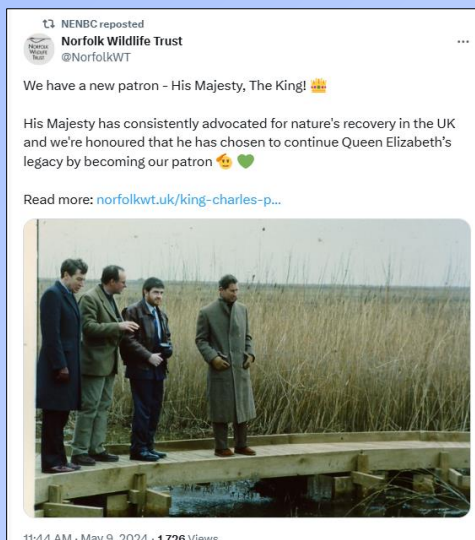 NENBC reposted
Norfolk Wildlife Trust
@NorfolkWT
We have a new patron - His Majesty, The King! 👑
His Majesty has consistently advocated for nature's recovery in the UK
and we're honoured that he has chosen to continue Queen Elizabeth's
legacy by becoming our patron 🫡 💚
Read more: norfolkwt.uk/king-charles-p...
11:44 AM · May 9, 2024 · 1,726 Views